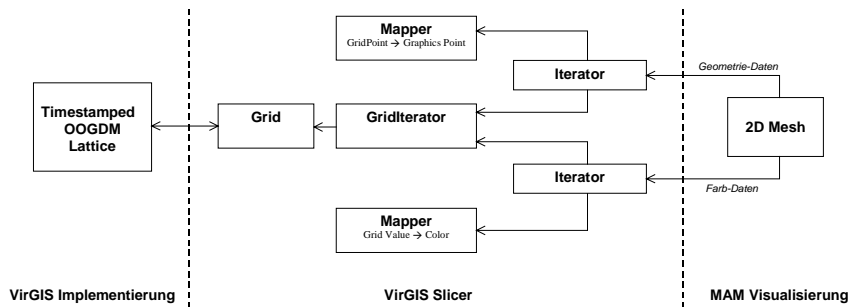 Mapper
GridPoint → Graphics Point
Iterator
Geometrie-Daten
Timestamped
OOGDM
Lattice
Grid
GridIterator
2D Mesh
Iterator
Farb-Daten
Mapper
Grid Value → Color
VirGIS Implementierung
VirGIS Slicer
MAM Visualisierung